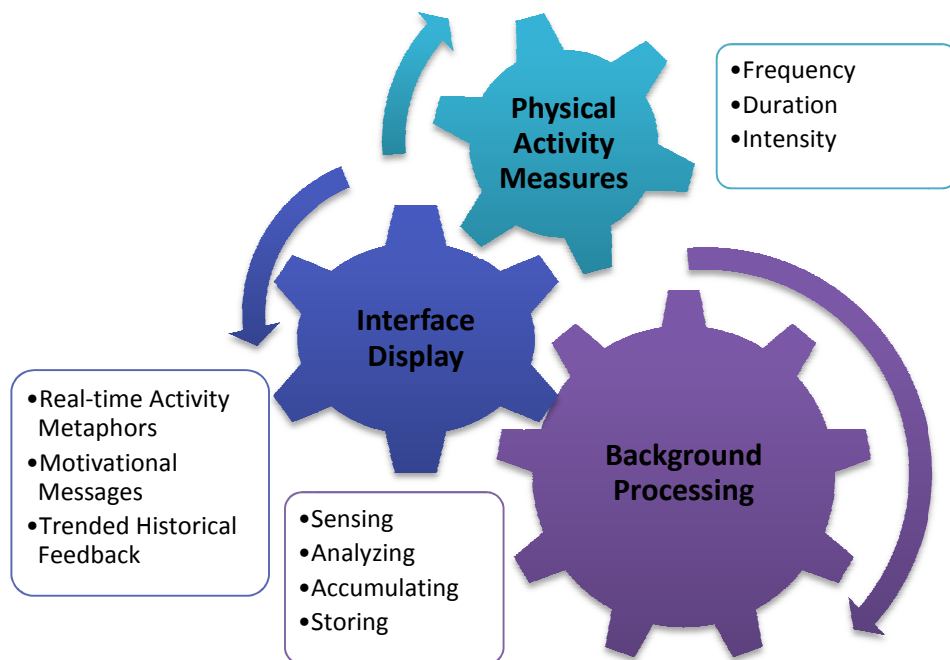 Physical
Activity
Measures
•Frequency
•Duration
•Intensity
Interface
Display
•Real-time Activity
Metaphors
•Motivational
Messages
•Trended Historical
Feedback
Background
Processing
•Sensing
•Analyzing
•Accumulating
•Storing